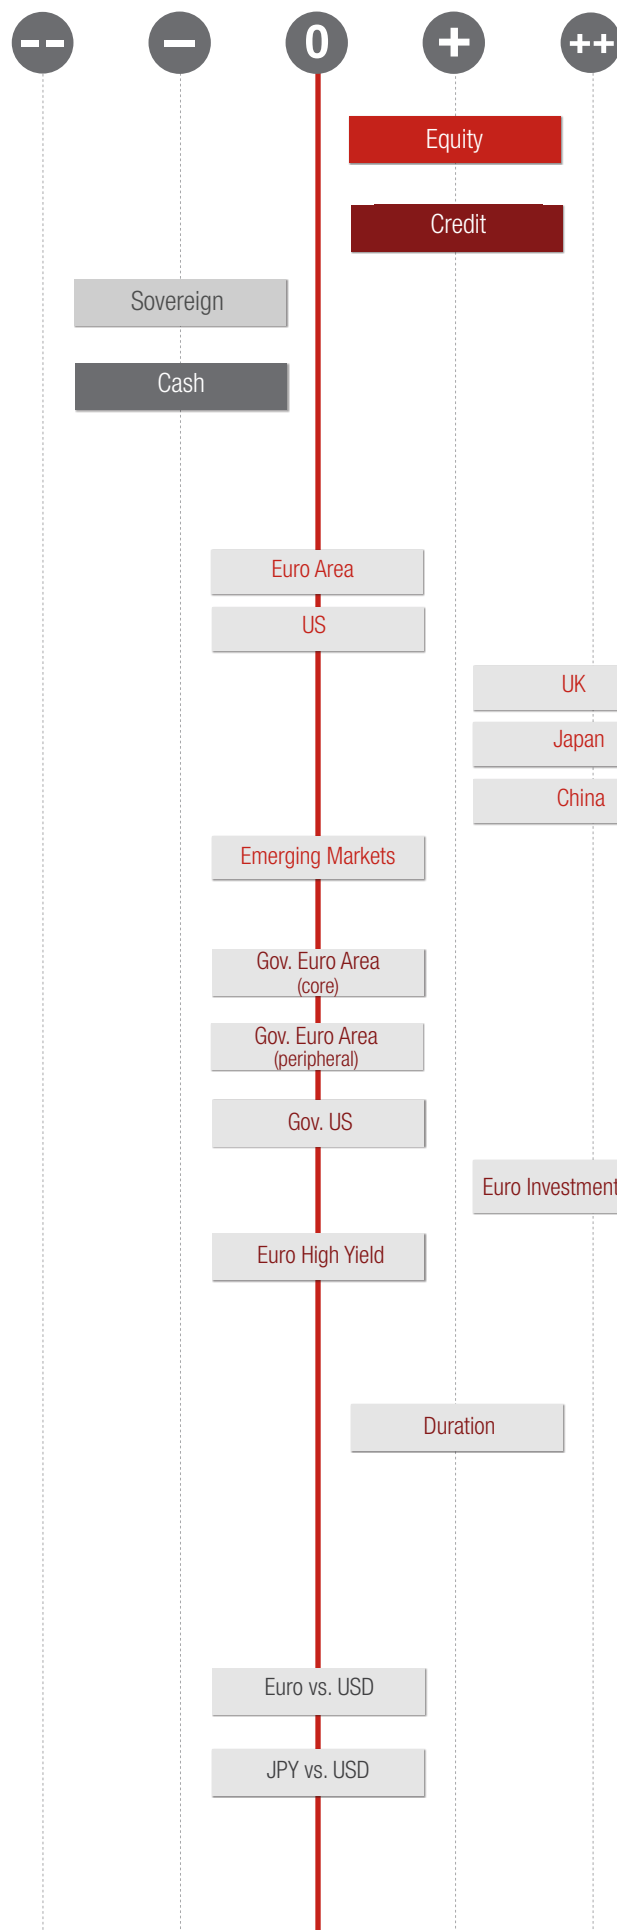 -- - 0 + ++
Equity
Credit
Sovereign
Cash
Euro Area
US
UK
Japan
China
Emerging Markets
Gov. Euro Area
(core)
Gov. Euro Area
(peripheral)
Gov. US
Euro Investment
Euro High Yield
Duration
Euro vs. USD
JPY vs. USD